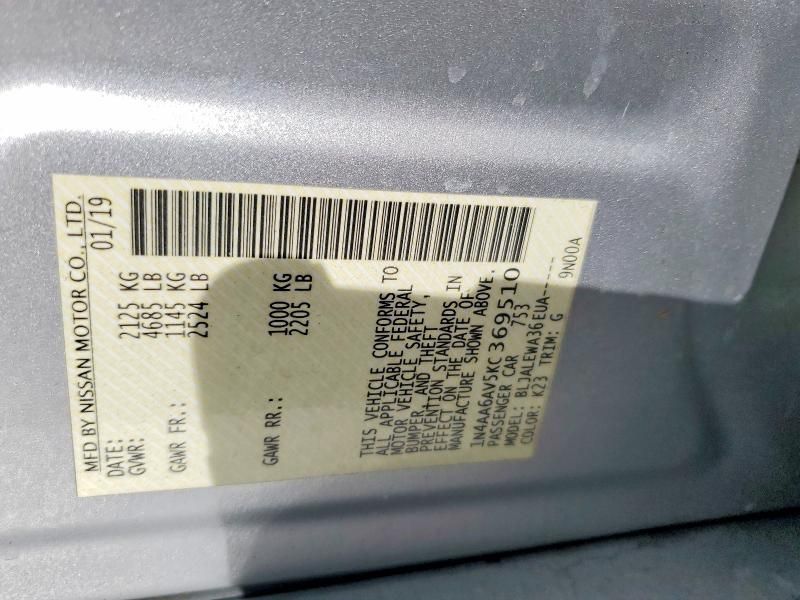 MFD BY NISSAN MOTOR CO., LTD.
DATE: 01/19
GVWR: 2125 KG
4685 LB
GAWR FR.: 1145 KG
2524 LB
GAWR RR.: 1000 KG
2205 LB
THIS VEHICLE CONFORMS TO
ALL APPLICABLE FEDERAL
MOTOR VEHICLE SAFETY,
BUMPER, AND THEFT
PREVENTION STANDARDS IN
EFFECT ON THE DATE OF
MANUFACTURE SHOWN ABOVE.
1N4AA6AV5KC369510
PASSENGER CAR 753
MODEL: BLJALEWA36EUA-----
COLOR: K23 TRIM: G 9N00A